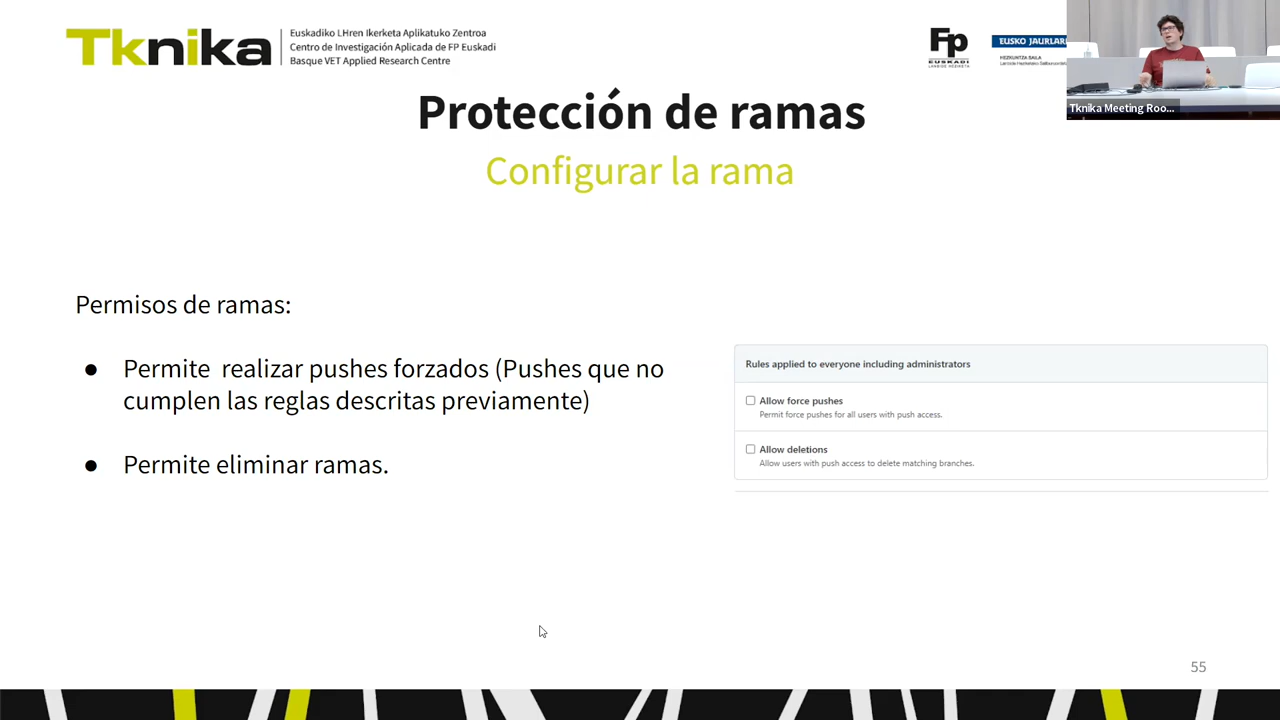 Tknika
Euskadiko LHren Ikerketa Aplikatuko Zentroa
Centro de Investigación Aplicada de FP Euskadi
Basque VET Applied Research Centre
Fp
EUSKADI
EUSKO JAURLARI
Tknika Meeting Roo...
Protección de ramas
Configurar la rama
Permisos de ramas:
● Permite realizar pushes forzados (Pushes que no
cumplen las reglas descritas previamente)
● Permite eliminar ramas.
Rules applied to everyone including administrators
Allow force pushes
Permit force pushes for all users with push access.
Allow deletions
Allow users with push access to delete matching branches.
55